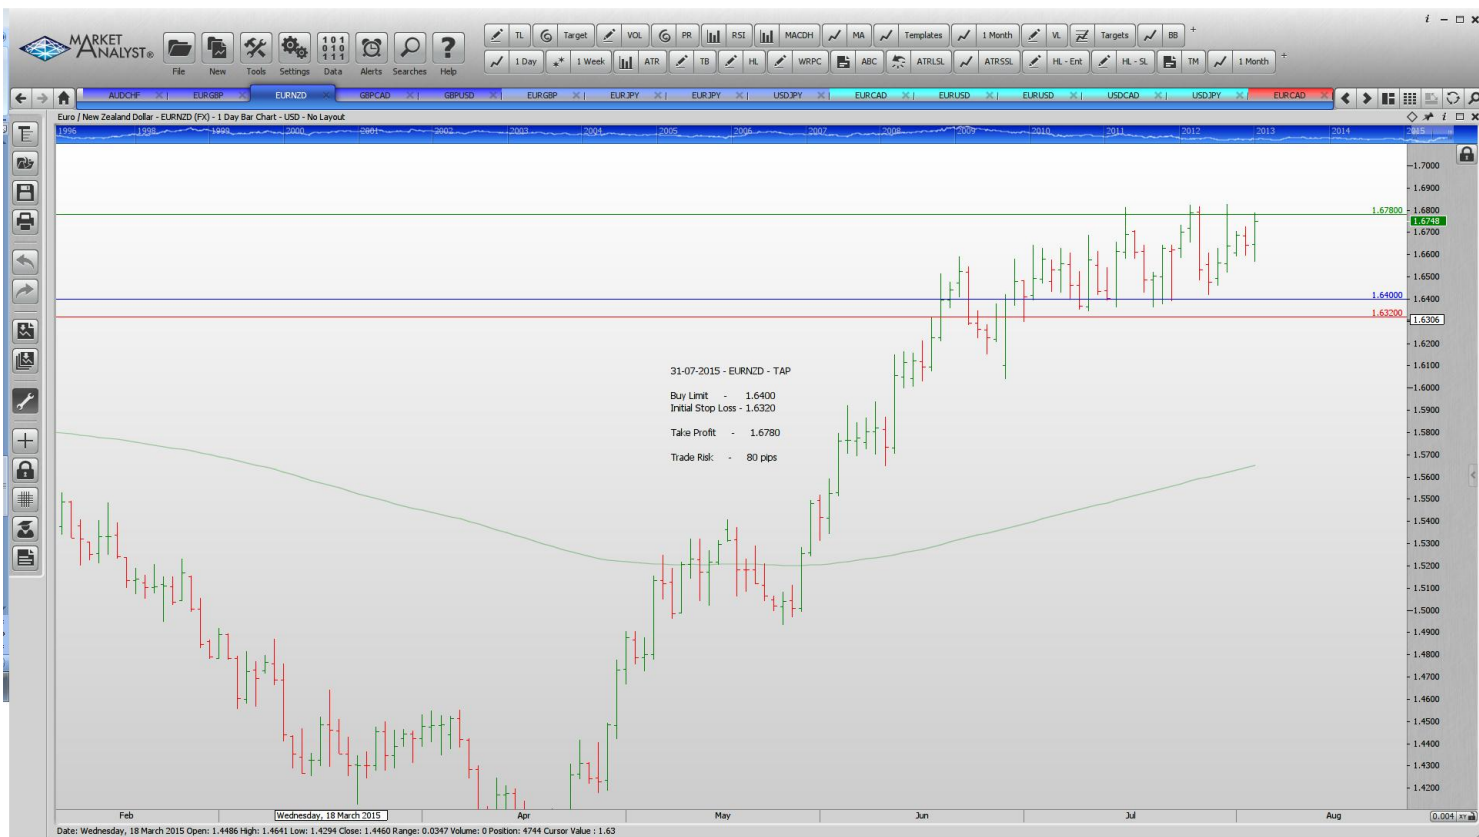 MARKET
ANALYST®
File New Tools Settings Data Alerts Searches Help
TL Target VOL PR RSI MACDH MA Templates 1 Month VL Targets BB +
1 Day 1 Week ATR TB HL WRPC ABC ATRLSL ATRSSL HL - Ent HL - SL TM 1 Month +
AUDCHF EURGBP EURNZD GBPCAD GBPUSD EURGBP EURJPY EURJPY USDJPY EURCAD EURUSD EURUSD USDCAD USDJPY EURCAD
Euro / New Zealand Dollar - EURNZD (FX) - 1 Day Bar Chart - USD - No Layout
1996 1998 1999 2000 2001 2002 2003 2004 2005 2006 2007 2008 2009 2010 2011 2012 2013 2014 2015
1.7000
1.6900
1.67800 1.6800
1.6748
1.6700
1.6600
1.6500
1.64000 1.6400
1.63200
1.6306
1.6200
1.6100
1.6000
1.5900
1.5800
1.5700
1.5600
1.5500
1.5400
1.5300
1.5200
1.5100
1.5000
1.4900
1.4800
1.4700
1.4600
1.4500
1.4400
1.4300
1.4200
31-07-2015 - EURNZD - TAP
Buy Limit - 1.6400
Initial Stop Loss - 1.6320
Take Profit - 1.6780
Trade Risk - 80 pips
Feb Wednesday, 18 March 2015 Apr May Jun Jul Aug 0.004 XY
Date: Wednesday, 18 March 2015 Open: 1.4486 High: 1.4641 Low: 1.4294 Close: 1.4460 Range: 0.0347 Volume: 0 Position: 4744 Cursor Value : 1.63